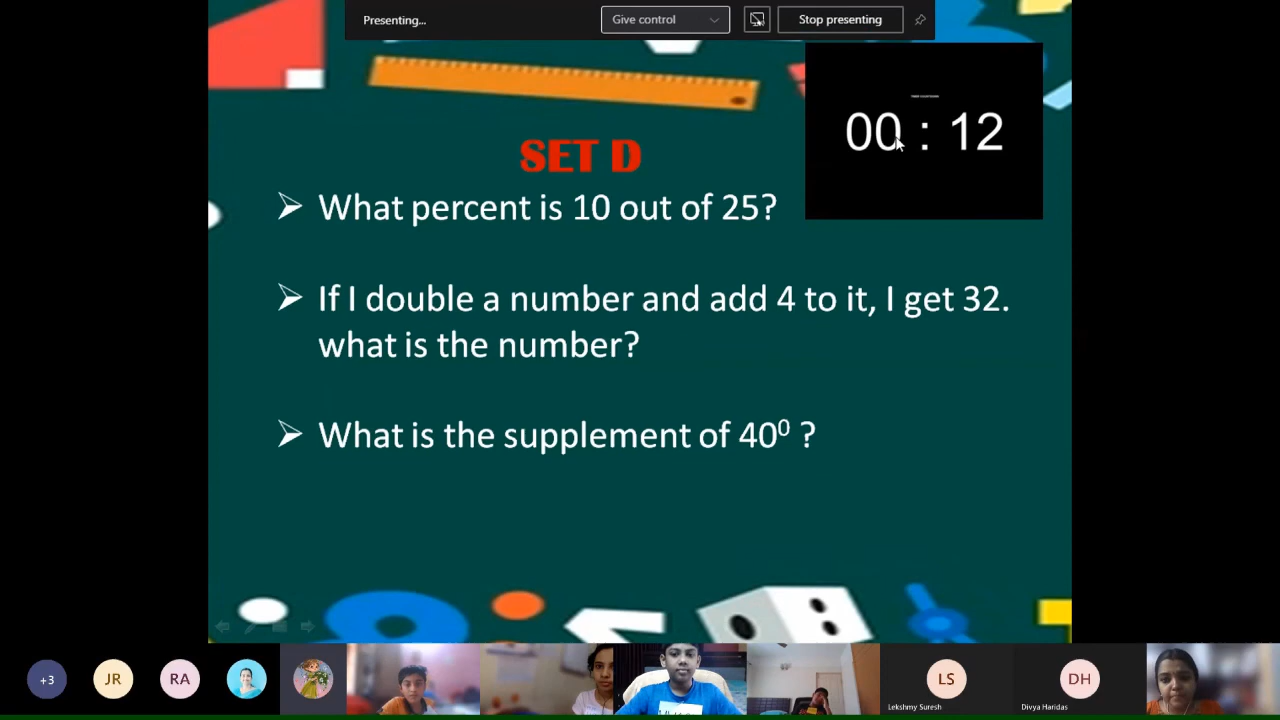 Presenting...
Give control
Stop presenting
00 : 12
SET D
➢ What percent is 10 out of 25?
➢ If I double a number and add 4 to it, I get 32.
what is the number?
➢ What is the supplement of 40⁰ ?
+3
JR
RA
LS
DH
Lekshmy Suresh
Divya Haridas